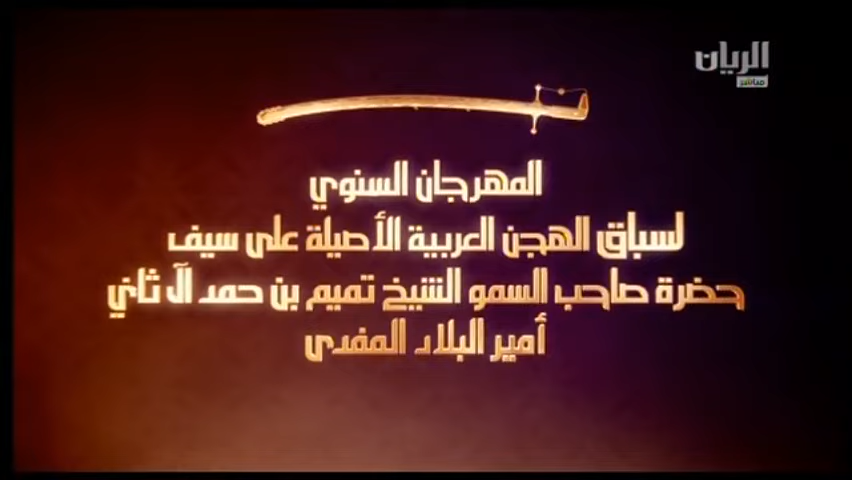 الريان
مباشر
المهرجان السنوي
لسباق الهجن العربية الأصيلة على سيف
حضرة صاحب السمو الشيخ تميم بن حمد آل ثاني
أمير البلاد المفدى